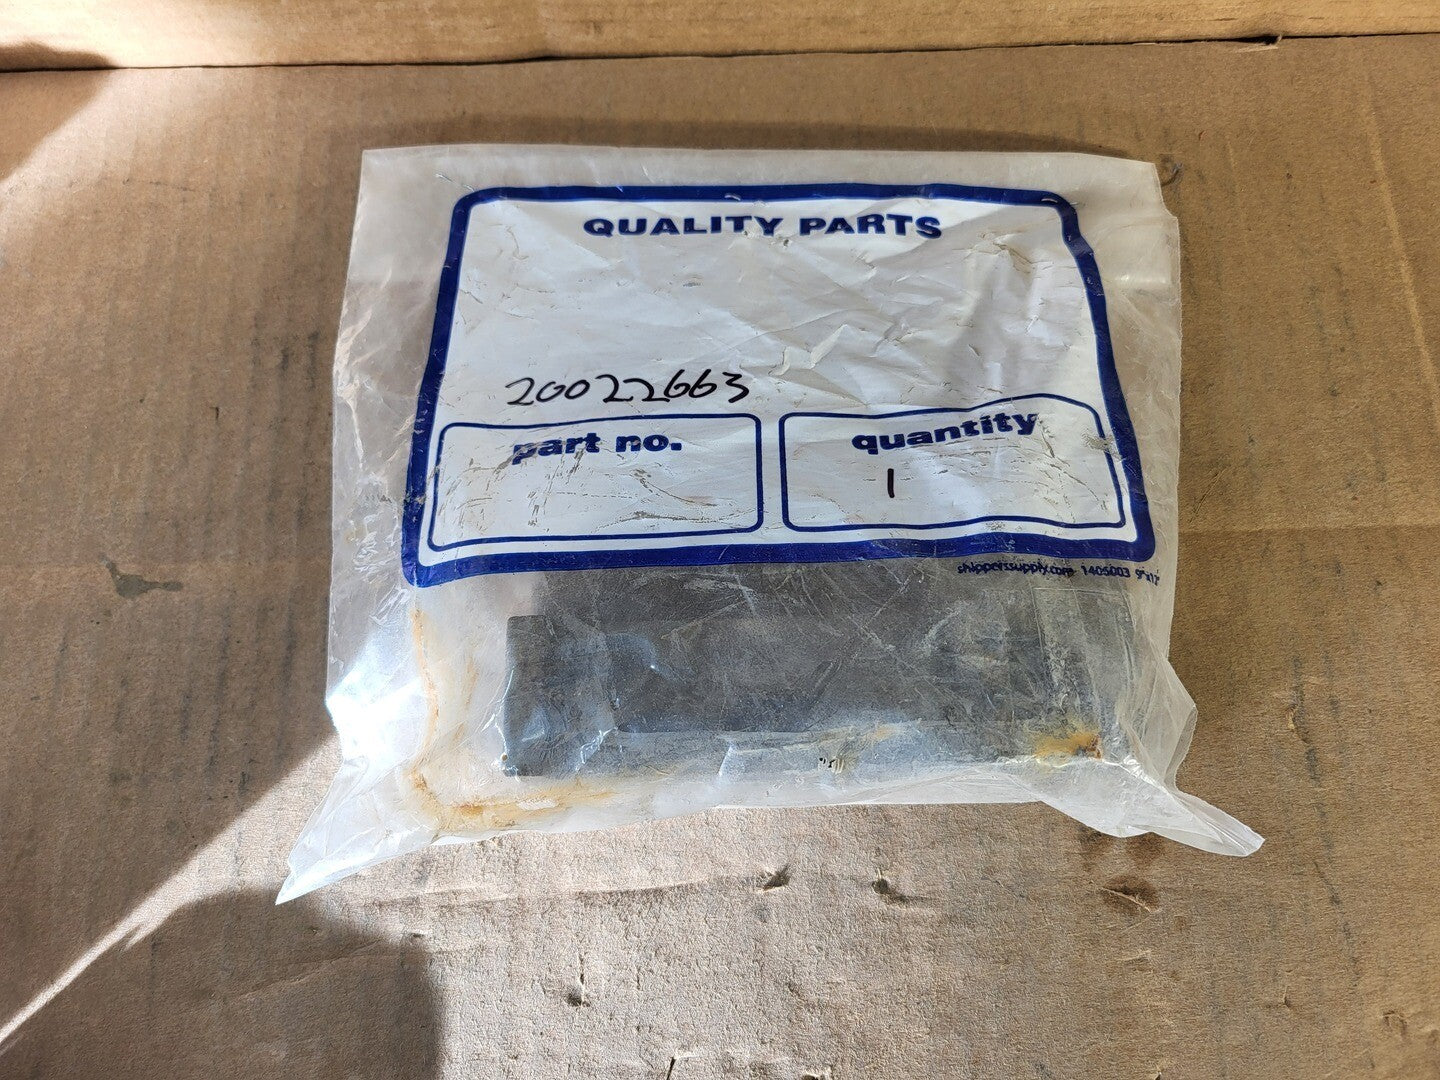 QUALITY PARTS
20022663
part no.
quantity
1
shipperssupply.com 1405003 9"x12"